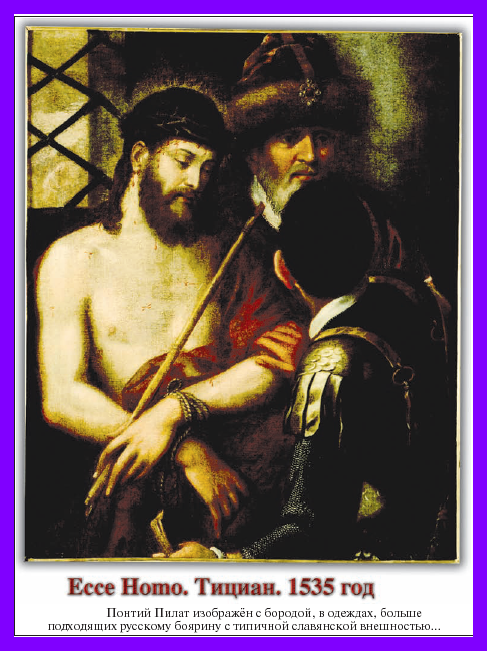 Ecce Homo. Тициан. 1535 год
Понтий Пилат изображён с бородой, в одеждах, больше
подходящих русскому боярину с типичной славянской внешностью...